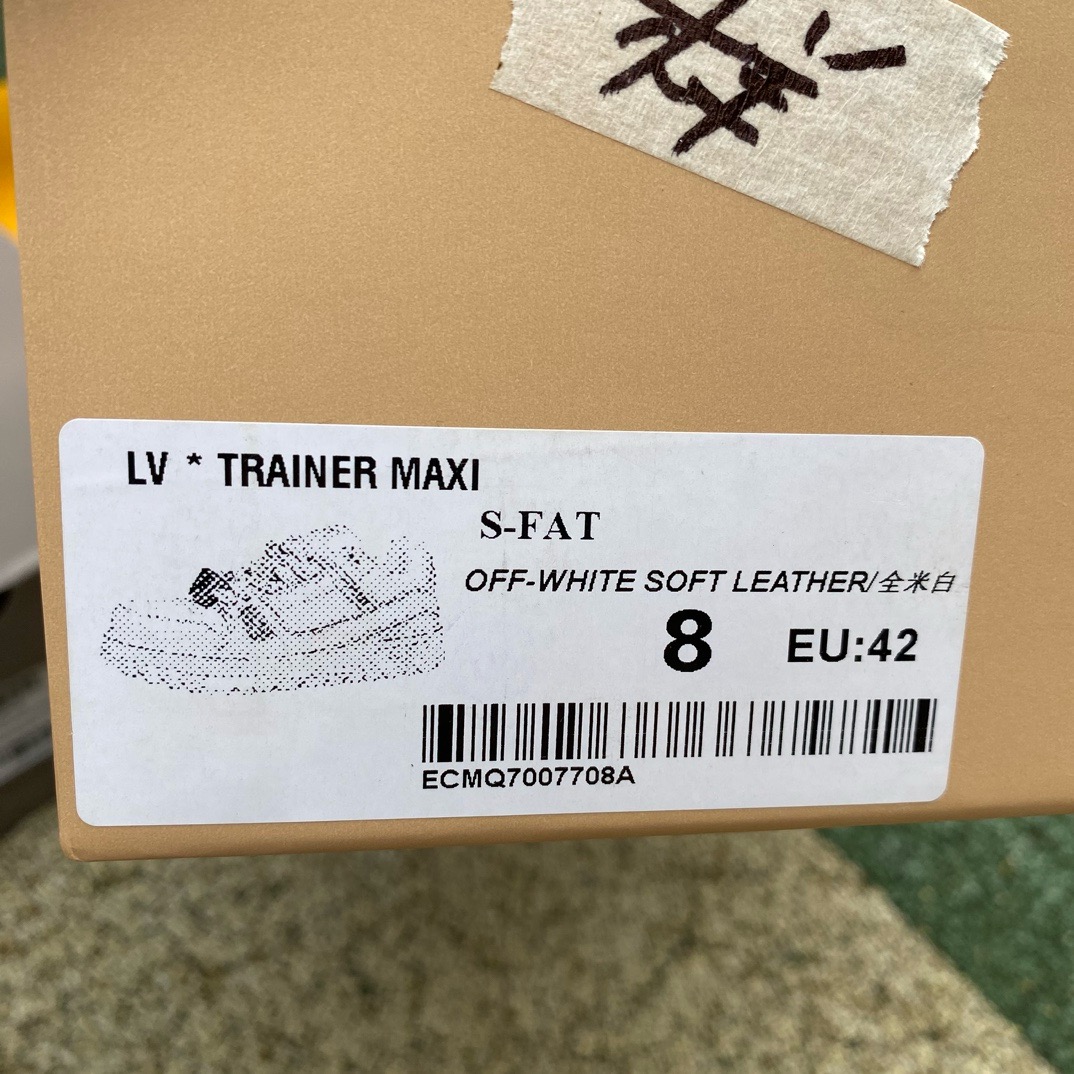 LV * TRAINER MAXI
S-FAT
OFF-WHITE SOFT LEATHER/全米白
8 EU:42
ECMQ7007708A